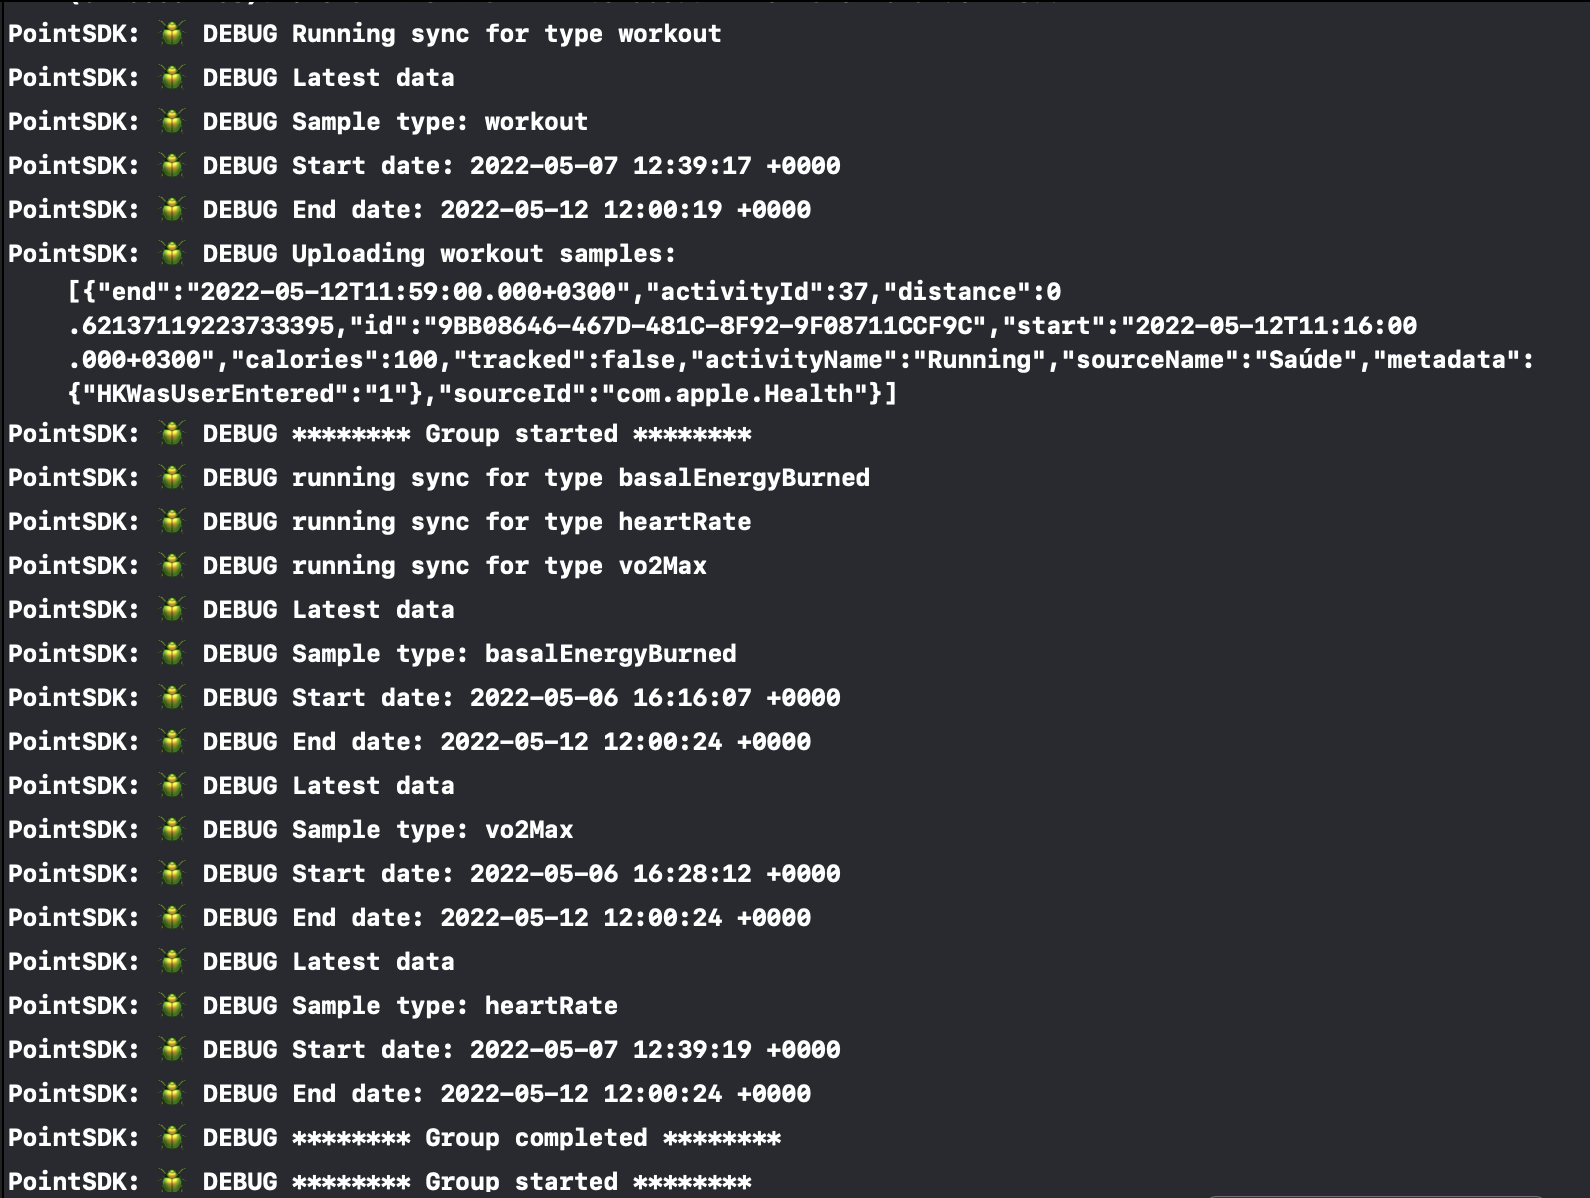 PointSDK: 🪲 DEBUG Running sync for type workout
PointSDK: 🪲 DEBUG Latest data
PointSDK: 🪲 DEBUG Sample type: workout
PointSDK: 🪲 DEBUG Start date: 2022-05-07 12:39:17 +0000
PointSDK: 🪲 DEBUG End date: 2022-05-12 12:00:19 +0000
PointSDK: 🪲 DEBUG Uploading workout samples:
[{"end":"2022-05-12T11:59:00.000+0300","activityId":37,"distance":0
.62137119223733395,"id":"9BB08646-467D-481C-8F92-9F08711CCF9C","start":"2022-05-12T11:16:00
.000+0300","calories":100,"tracked":false,"activityName":"Running","sourceName":"Saúde","metadata":
{"HKWasUserEntered":"1"},"sourceId":"com.apple.Health"}]
PointSDK: 🪲 DEBUG ******** Group started ********
PointSDK: 🪲 DEBUG running sync for type basalEnergyBurned
PointSDK: 🪲 DEBUG running sync for type heartRate
PointSDK: 🪲 DEBUG running sync for type vo2Max
PointSDK: 🪲 DEBUG Latest data
PointSDK: 🪲 DEBUG Sample type: basalEnergyBurned
PointSDK: 🪲 DEBUG Start date: 2022-05-06 16:16:07 +0000
PointSDK: 🪲 DEBUG End date: 2022-05-12 12:00:24 +0000
PointSDK: 🪲 DEBUG Latest data
PointSDK: 🪲 DEBUG Sample type: vo2Max
PointSDK: 🪲 DEBUG Start date: 2022-05-06 16:28:12 +0000
PointSDK: 🪲 DEBUG End date: 2022-05-12 12:00:24 +0000
PointSDK: 🪲 DEBUG Latest data
PointSDK: 🪲 DEBUG Sample type: heartRate
PointSDK: 🪲 DEBUG Start date: 2022-05-07 12:39:19 +0000
PointSDK: 🪲 DEBUG End date: 2022-05-12 12:00:24 +0000
PointSDK: 🪲 DEBUG ******** Group completed ********
PointSDK: 🪲 DEBUG ******** Group started ********